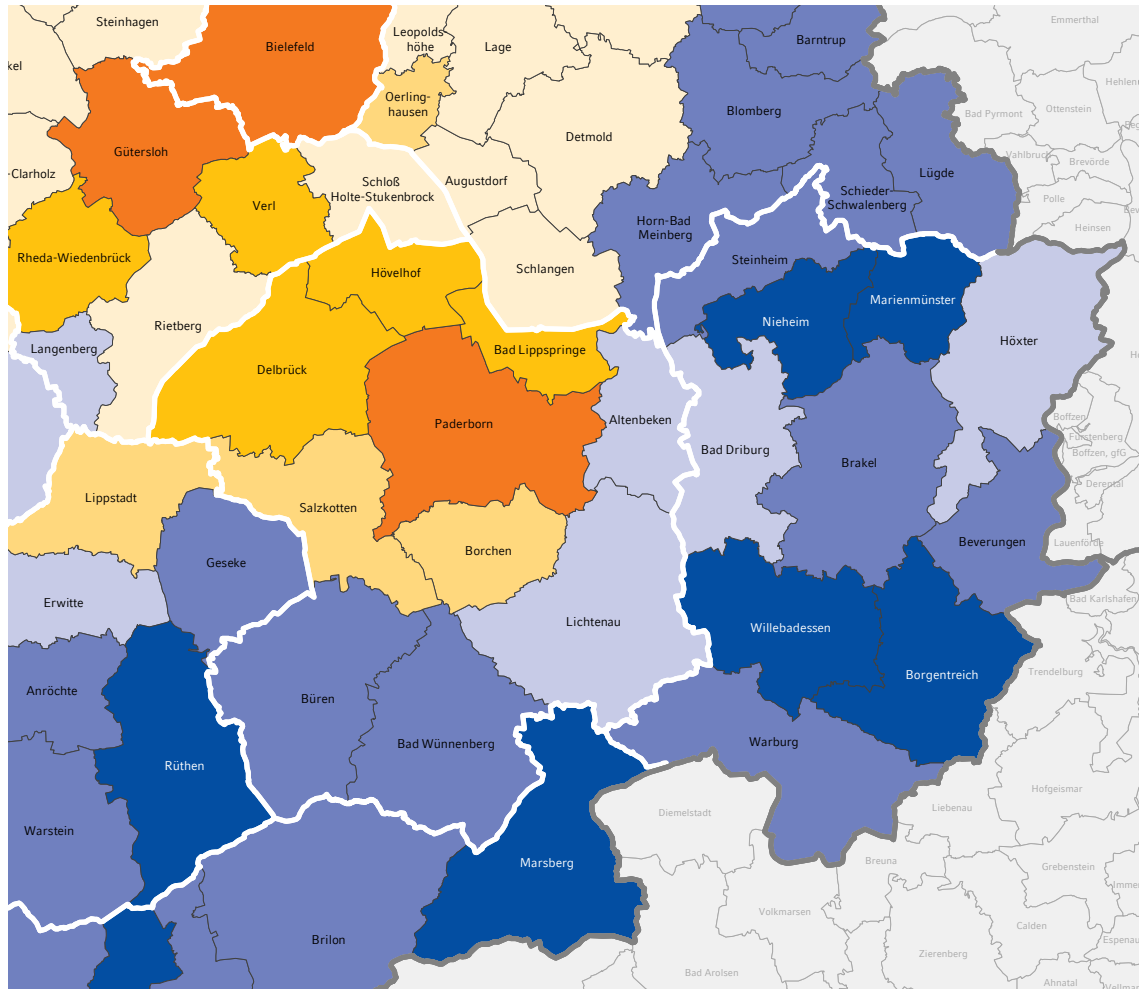 Steinhagen
Bielefeld
Leopolds
höhe
Lage
Barntrup
Emmerthal
kel
Oerling-
hausen
Blomberg
Hehlen
Ottenstein
Bad Pyrmont
Gütersloh
Detmold
Vahlbruch
Brevörde
-Clarholz
Schloß
Holte-Stukenbrock
Augustdorf
Lügde
Verl
Schieder-
Schwalenberg
Polle
Horn-Bad
Meinberg
Heinsen
Rheda-Wiedenbrück
Hövelhof
Schlangen
Steinheim
Marienmünster
Rietberg
Nieheim
Höxter
Langenberg
Bad Lippspringe
Delbrück
Paderborn
Altenbeken
Boffzen
Fürstenberg
Bad Driburg
Boffzen, gfG
Brakel
Derental
Lippstadt
Salzkotten
Beverungen
Lauenförde
Borchen
Geseke
Erwitte
Bad Karlshafen
Lichtenau
Willebadessen
Trendelburg
Borgentreich
Anröchte
Büren
Bad Wünnenberg
Warburg
Rüthen
Hofgeismar
Liebenau
Diemelstadt
Warstein
Marsberg
Breuna
Grebenstein
Imme
Volkmarsen
Calden
Brilon
Espenau
Zierenberg
Bad Arolsen
Ahnatal
Vellmar